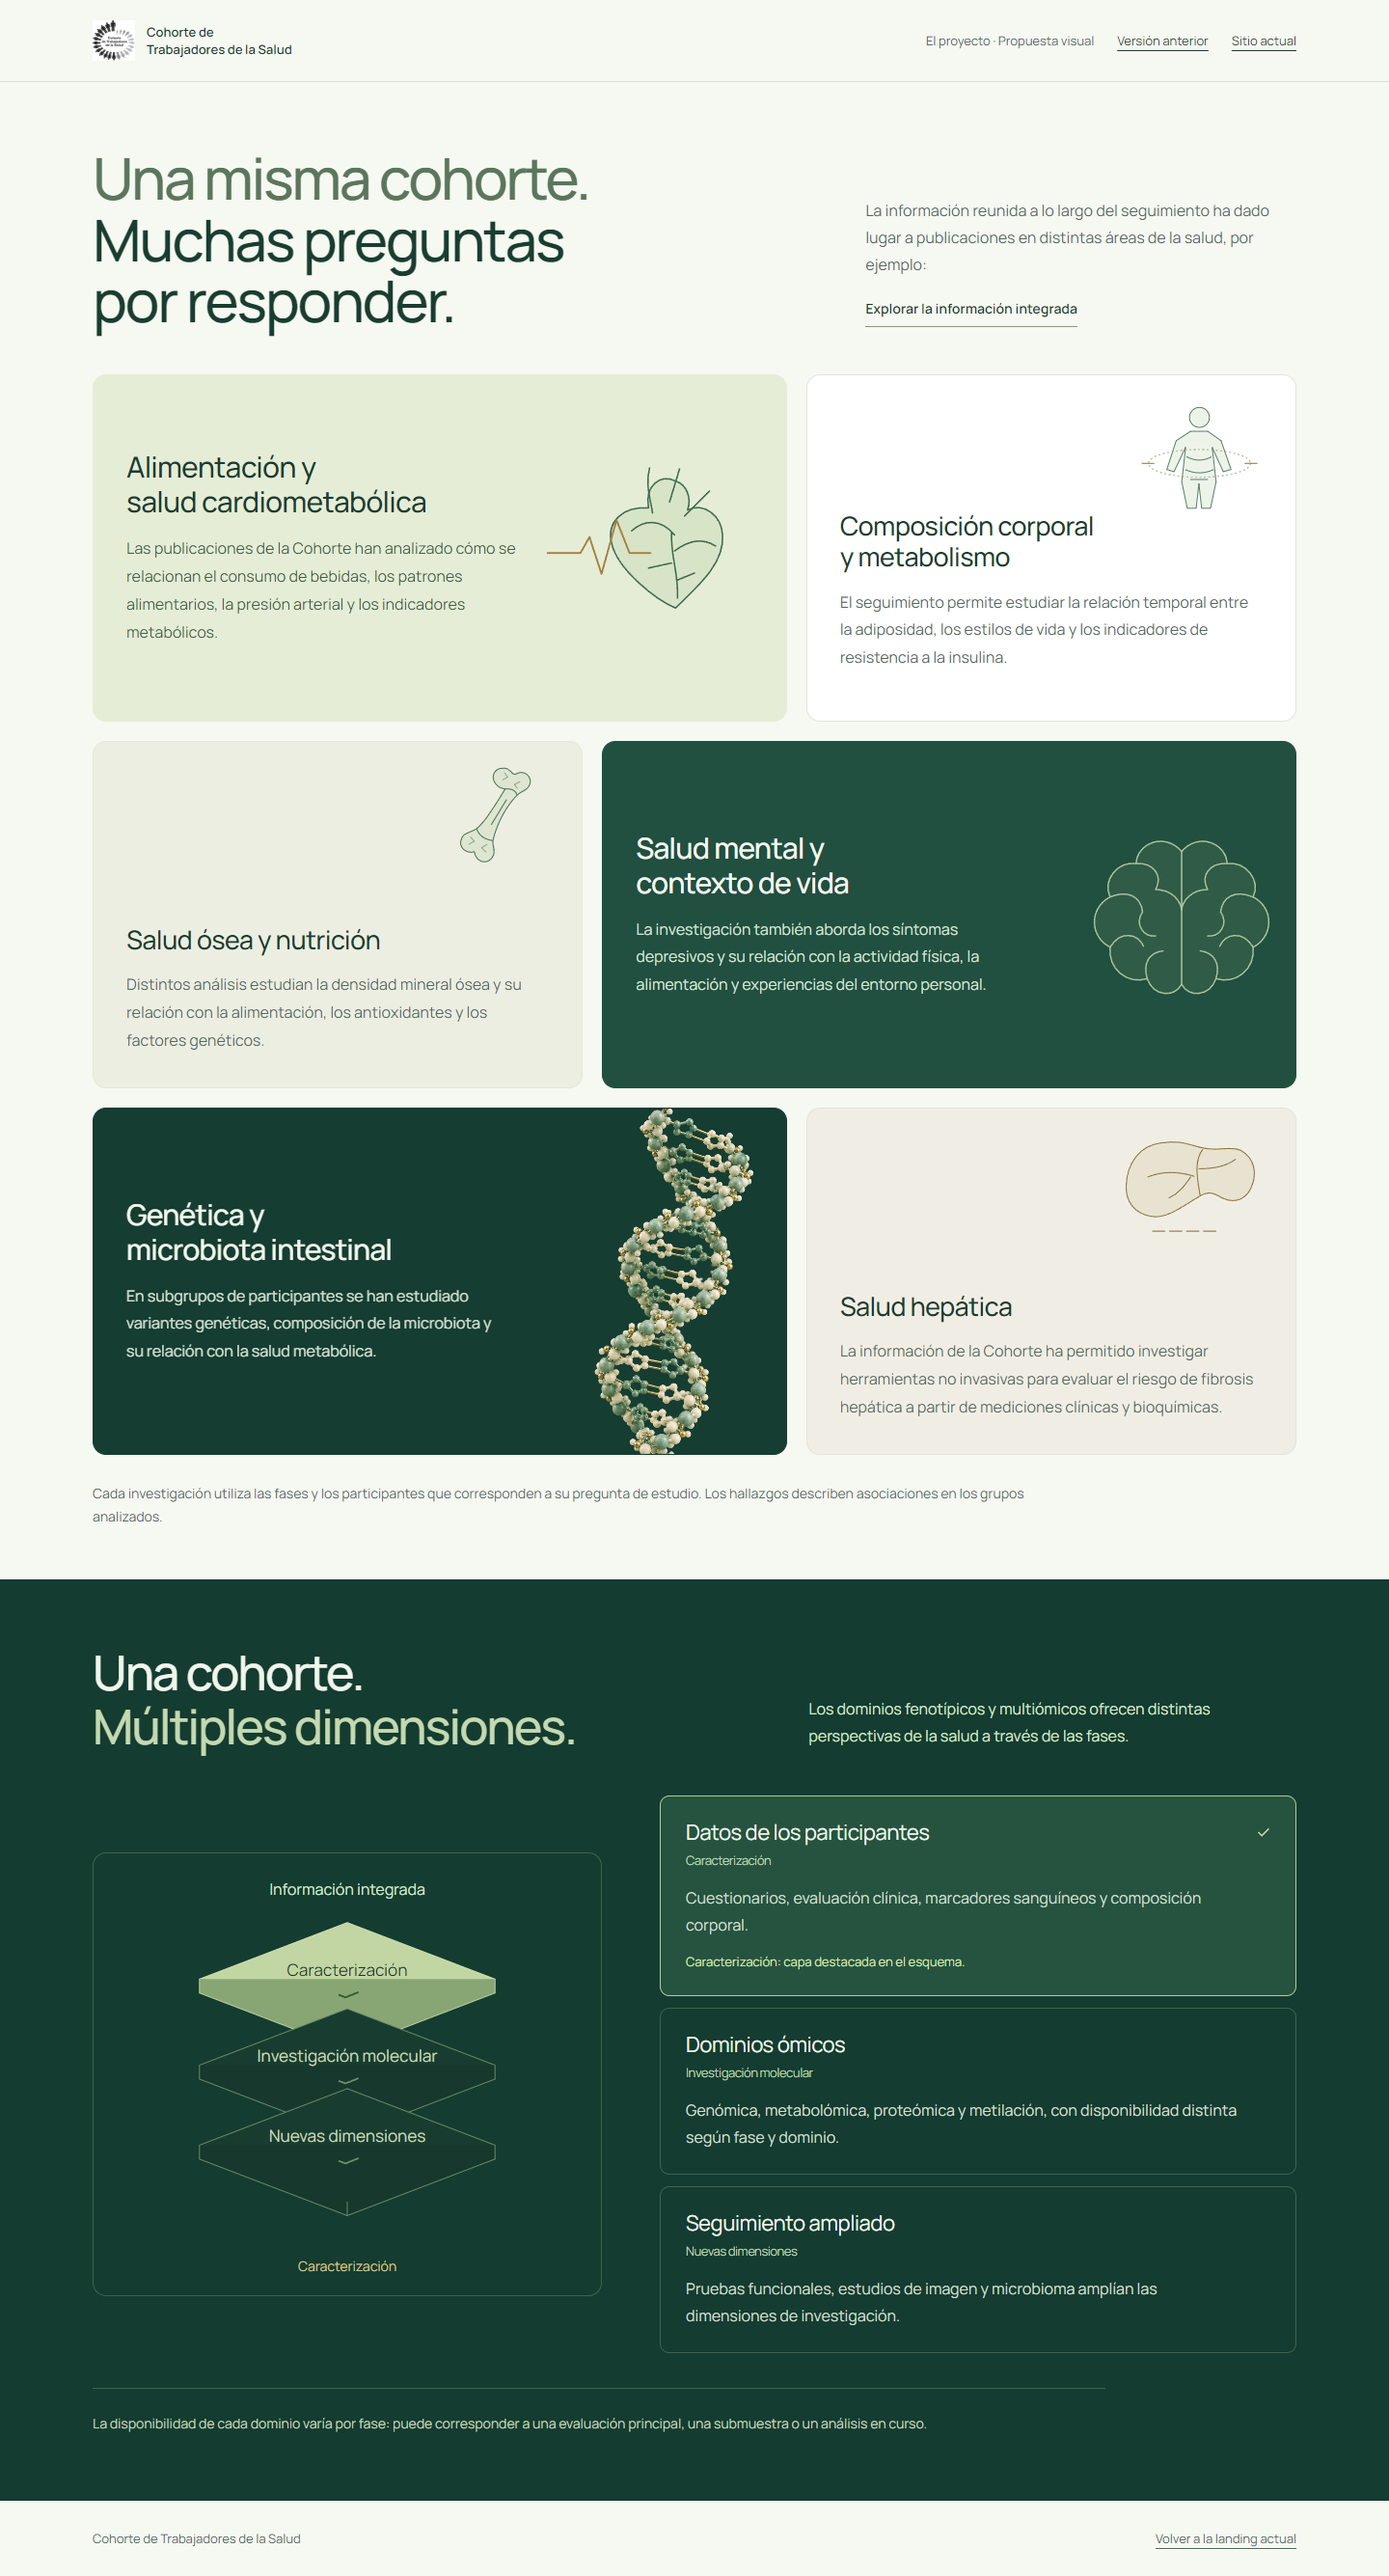 Cohorte de
Trabajadores de la Salud
El proyecto · Propuesta visual
Versión anterior
Sitio actual
Una misma cohorte.
Muchas preguntas
por responder.
La información reunida a lo largo del seguimiento ha dado
lugar a publicaciones en distintas áreas de la salud, por
ejemplo:
Explorar la información integrada
Alimentación y
salud cardiometabólica
Las publicaciones de la Cohorte han analizado cómo se
relacionan el consumo de bebidas, los patrones
alimentarios, la presión arterial y los indicadores
metabólicos.
Composición corporal
y metabolismo
El seguimiento permite estudiar la relación temporal entre
la adiposidad, los estilos de vida y los indicadores de
resistencia a la insulina.
Salud ósea y nutrición
Distintos análisis estudian la densidad mineral ósea y su
relación con la alimentación, los antioxidantes y los
factores genéticos.
Salud mental y
contexto de vida
La investigación también aborda los síntomas
depresivos y su relación con la actividad física, la
alimentación y experiencias del entorno personal.
Genética y
microbiota intestinal
En subgrupos de participantes se han estudiado
variantes genéticas, composición de la microbiota y
su relación con la salud metabólica.
Salud hepática
La información de la Cohorte ha permitido investigar
herramientas no invasivas para evaluar el riesgo de fibrosis
hepática a partir de mediciones clínicas y bioquímicas.
Cada investigación utiliza las fases y los participantes que corresponden a su pregunta de estudio. Los hallazgos describen asociaciones en los grupos
analizados.
Una cohorte.
Múltiples dimensiones.
Los dominios fenotípicos y multiómicos ofrecen distintas
perspectivas de la salud a través de las fases.
Información integrada
Caracterización
Investigación molecular
Nuevas dimensiones
Caracterización
Datos de los participantes
Caracterización
Cuestionarios, evaluación clínica, marcadores sanguíneos y composición
corporal.
Caracterización: capa destacada en el esquema.
Dominios ómicos
Investigación molecular
Genómica, metabolómica, proteómica y metilación, con disponibilidad distinta
según fase y dominio.
Seguimiento ampliado
Nuevas dimensiones
Pruebas funcionales, estudios de imagen y microbioma amplían las
dimensiones de investigación.
La disponibilidad de cada dominio varía por fase: puede corresponder a una evaluación principal, una submuestra o un análisis en curso.
Cohorte de Trabajadores de la Salud
Volver a la landing actual